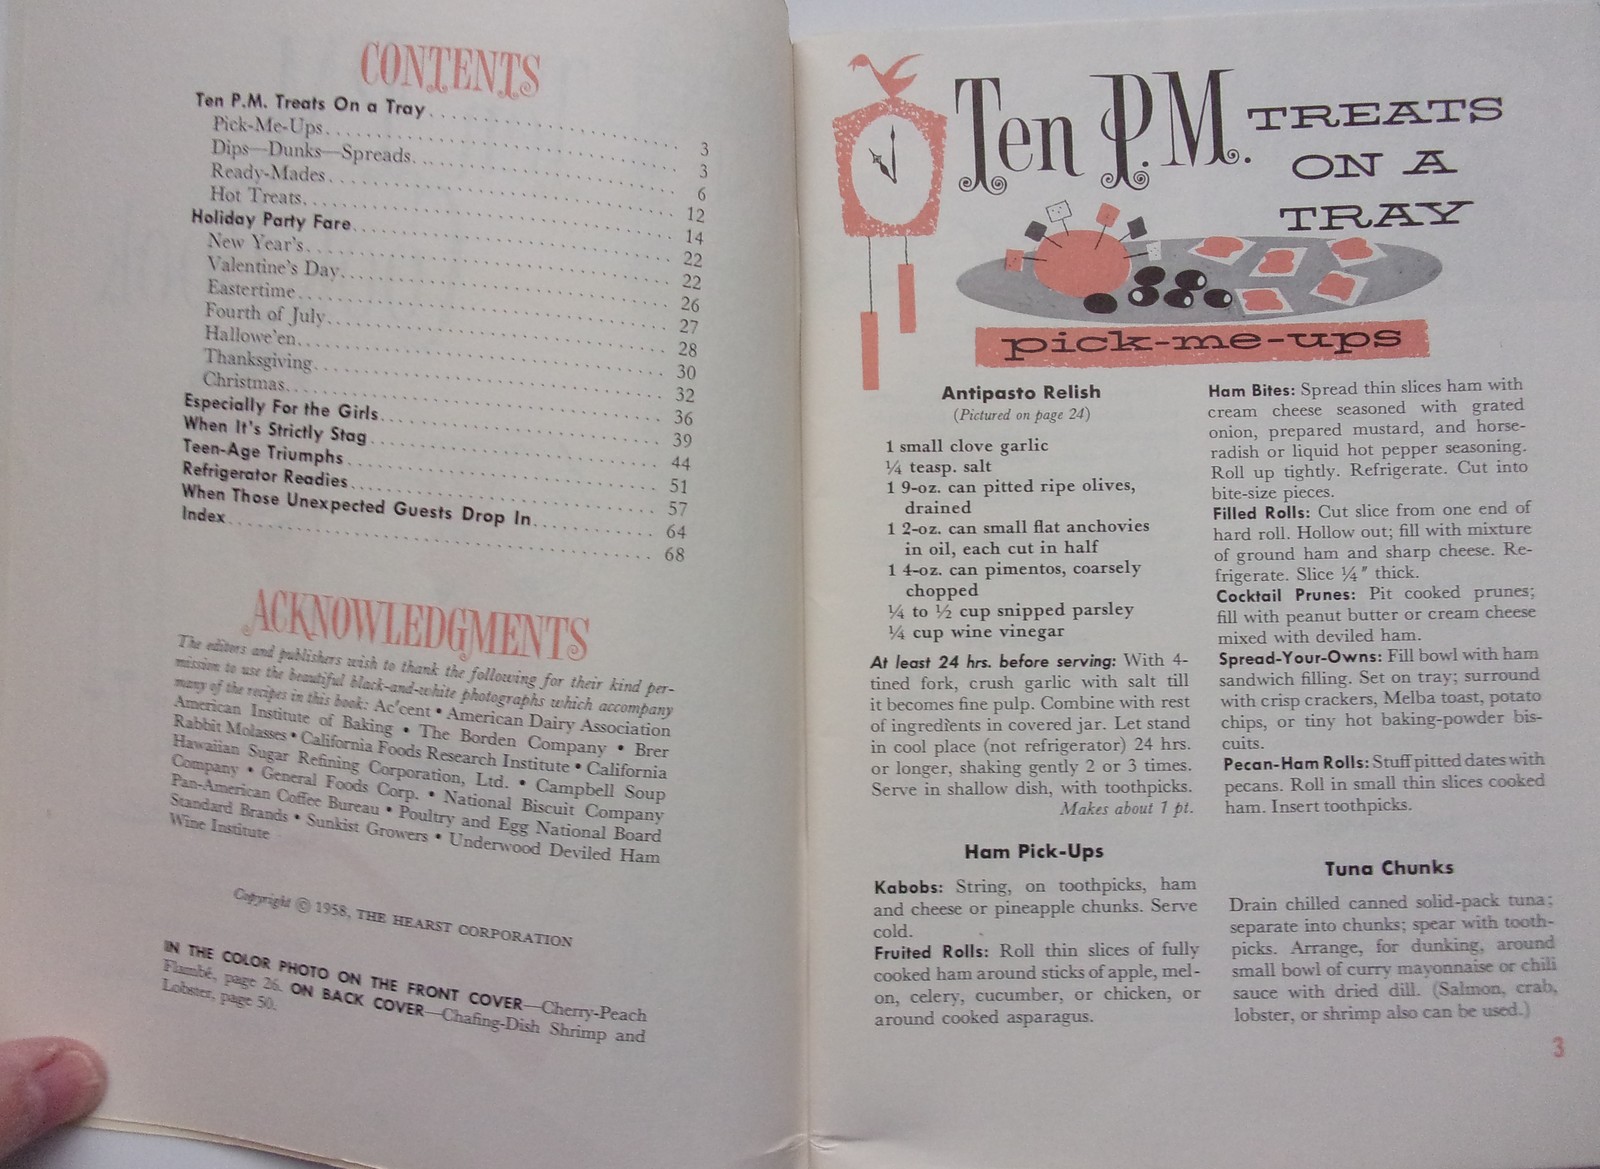 CONTENTS
Ten P.M. Treats On a Tray . . . . . . . . . . 3
Pick-Me-Ups . . . . . . . . . . 3
Dips—Dunks—Spreads . . . . . . . . . . 6
Ready-Mades . . . . . . . . . . 12
Hot Treats . . . . . . . . . . 14
Holiday Party Fare . . . . . . . . . . 22
New Year's . . . . . . . . . . 22
Valentine's Day . . . . . . . . . . 26
Eastertime . . . . . . . . . . 27
Fourth of July . . . . . . . . . . 28
Hallowe'en . . . . . . . . . . 30
Thanksgiving . . . . . . . . . . 32
Christmas . . . . . . . . . . 36
Especially For the Girls . . . . . . . . . . 39
When It's Strictly Stag . . . . . . . . . . 44
Teen-Age Triumphs . . . . . . . . . . 51
Refrigerator Readies . . . . . . . . . . 57
When Those Unexpected Guests Drop In . . . . . . . . . . 64
Index . . . . . . . . . . 68
ACKNOWLEDGMENTS
The editors and publishers wish to thank the following for their kind per-
mission to use the beautiful black-and-white photographs which accompany
many of the recipes in this book: Ac'cent • American Dairy Association
American Institute of Baking • The Borden Company • Brer
Rabbit Molasses • California Foods Research Institute • California
Hawaiian Sugar Refining Corporation, Ltd. • Campbell Soup
Company • General Foods Corp. • National Biscuit Company
Pan-American Coffee Bureau • Poultry and Egg National Board
Standard Brands • Sunkist Growers • Underwood Deviled Ham
Wine Institute
Copyright © 1958, THE HEARST CORPORATION
IN THE COLOR PHOTO ON THE FRONT COVER—Cherry-Peach
Flambé, page 26. ON BACK COVER—Chafing-Dish Shrimp and
Lobster, page 50.
Ten P.M. TREATS
ON A
TRAY
pick-me-ups
Antipasto Relish
(Pictured on page 24)
1 small clove garlic
¼ teasp. salt
1 9-oz. can pitted ripe olives,
drained
1 2-oz. can small flat anchovies
in oil, each cut in half
1 4-oz. can pimentos, coarsely
chopped
¼ to ½ cup snipped parsley
¼ cup wine vinegar
At least 24 hrs. before serving: With 4-
tined fork, crush garlic with salt till
it becomes fine pulp. Combine with rest
of ingredients in covered jar. Let stand
in cool place (not refrigerator) 24 hrs.
or longer, shaking gently 2 or 3 times.
Serve in shallow dish, with toothpicks.
Makes about 1 pt.
Ham Pick-Ups
Kabobs: String, on toothpicks, ham
and cheese or pineapple chunks. Serve
cold.
Fruited Rolls: Roll thin slices of fully
cooked ham around sticks of apple, mel-
on, celery, cucumber, or chicken, or
around cooked asparagus.
Ham Bites: Spread thin slices ham with
cream cheese seasoned with grated
onion, prepared mustard, and horse-
radish or liquid hot pepper seasoning.
Roll up tightly. Refrigerate. Cut into
bite-size pieces.
Filled Rolls: Cut slice from one end of
hard roll. Hollow out; fill with mixture
of ground ham and sharp cheese. Re-
frigerate. Slice ¼" thick.
Cocktail Prunes: Pit cooked prunes;
fill with peanut butter or cream cheese
mixed with deviled ham.
Spread-Your-Owns: Fill bowl with ham
sandwich filling. Set on tray; surround
with crisp crackers, Melba toast, potato
chips, or tiny hot baking-powder bis-
cuits.
Pecan-Ham Rolls: Stuff pitted dates with
pecans. Roll in small thin slices cooked
ham. Insert toothpicks.
Tuna Chunks
Drain chilled canned solid-pack tuna;
separate into chunks; spear with tooth-
picks. Arrange, for dunking, around
small bowl of curry mayonnaise or chili
sauce with dried dill. (Salmon, crab,
lobster, or shrimp also can be used.)
3